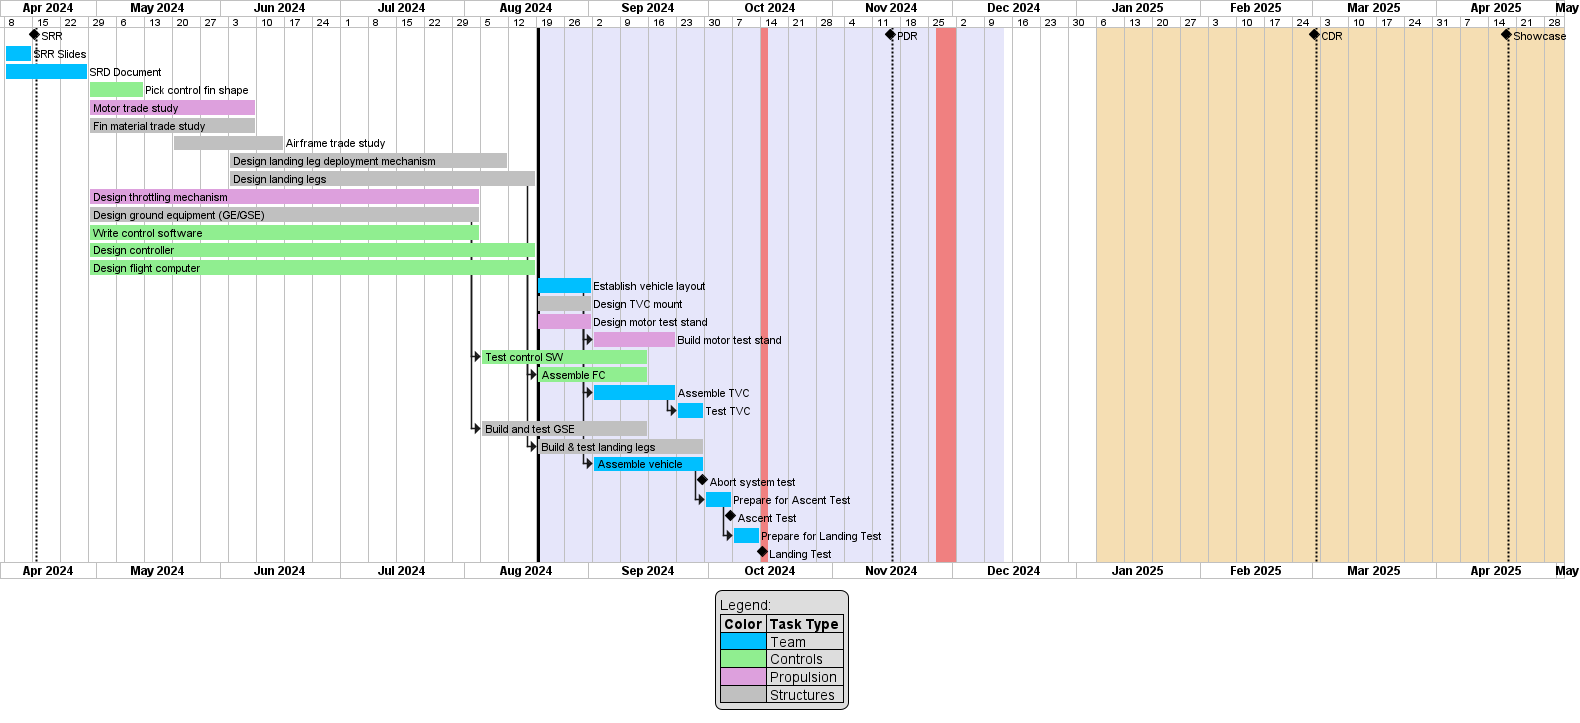 Apr 2024 May 2024 Jun 2024 Jul 2024 Aug 2024 Sep 2024 Oct 2024 Nov 2024 Dec 2024 Jan 2025 Feb 2025 Mar 2025 Apr 2025 May
8 15 22 29 6 13 20 27 3 10 17 24 1 8 15 22 29 5 12 19 26 2 9 16 23 30 7 14 21 28 4 11 18 25 2 9 16 23 30 6 13 20 27 3 10 17 24 3 10 17 24 31 7 14 21 28
SRR PDR CDR Showcase
SRR Slides
SRD Document
Pick control fin shape
Motor trade study
Fin material trade study
Airframe trade study
Design landing leg deployment mechanism
Design landing legs
Design throttling mechanism
Design ground equipment (GE/GSE)
Write control software
Design controller
Design flight computer
Establish vehicle layout
Design TVC mount
Design motor test stand
Build motor test stand
Test control SW
Assemble FC
Assemble TVC
Test TVC
Build and test GSE
Build & test landing legs
Assemble vehicle
Abort system test
Prepare for Ascent Test
Ascent Test
Prepare for Landing Test
Landing Test
Apr 2024 May 2024 Jun 2024 Jul 2024 Aug 2024 Sep 2024 Oct 2024 Nov 2024 Dec 2024 Jan 2025 Feb 2025 Mar 2025 Apr 2025 May
Legend:
Color Task Type
Team
Controls
Propulsion
Structures